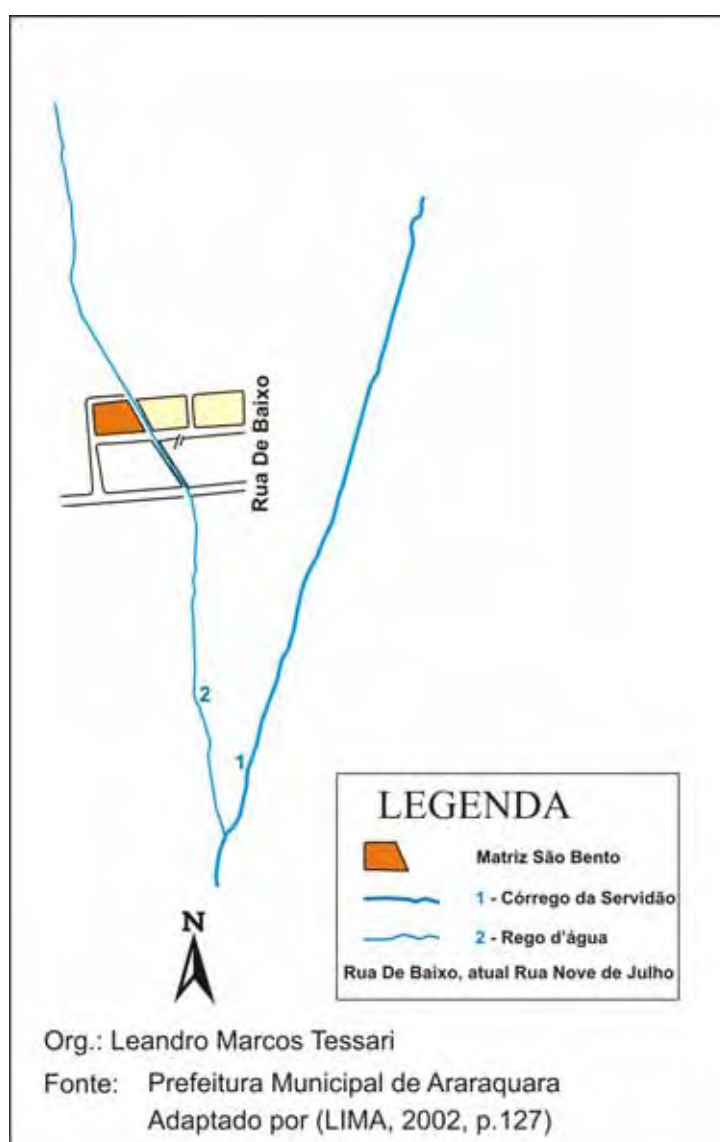 Rua De Baixo
2
1
LEGENDA
Matriz São Bento
1 - Córrego da Servidão
2 - Rego d'água
Rua De Baixo, atual Rua Nove de Julho
N
Org.: Leandro Marcos Tessari
Fonte: Prefeitura Municipal de Araraquara
Adaptado por (LIMA, 2002, p.127)